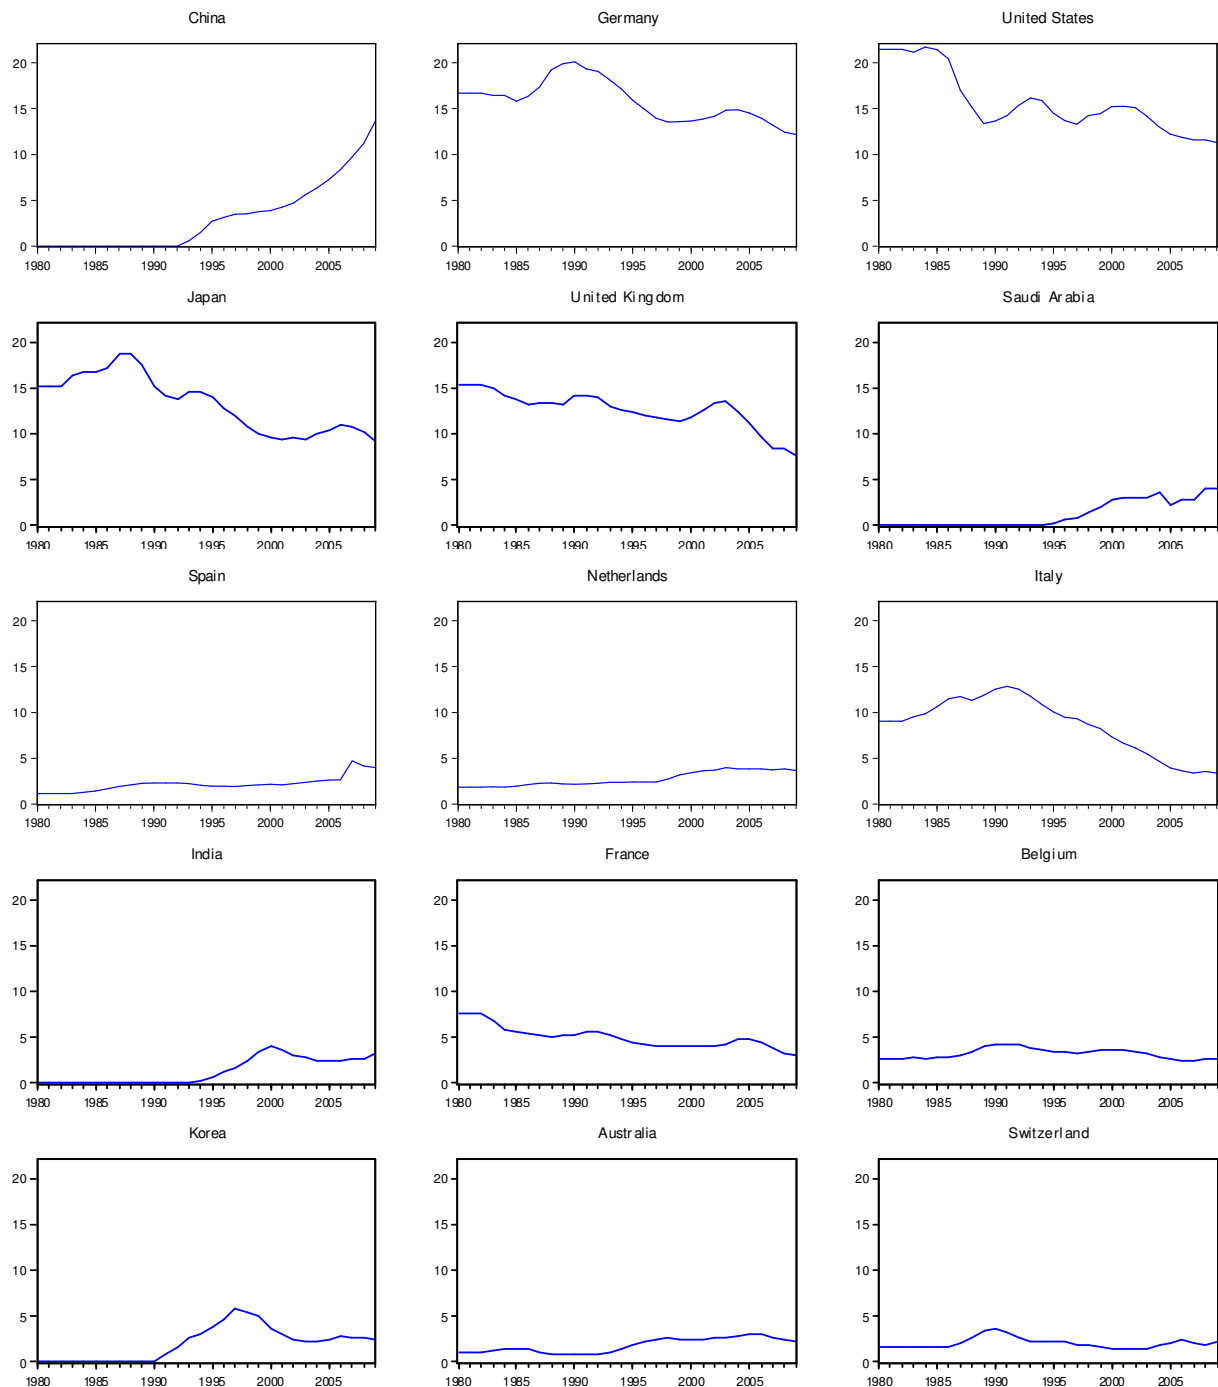 China Germany United States
20 20 20
15 15 15
10 10 10
5 5 5
0 0 0
1980 1985 1990 1995 2000 2005 1980 1985 1990 1995 2000 2005 1980 1985 1990 1995 2000 2005
Japan United Kingdom Saudi Arabia
20 20 20
15 15 15
10 10 10
5 5 5
0 0 0
1980 1985 1990 1995 2000 2005 1980 1985 1990 1995 2000 2005 1980 1985 1990 1995 2000 2005
Spain Netherlands Italy
20 20 20
15 15 15
10 10 10
5 5 5
0 0 0
1980 1985 1990 1995 2000 2005 1980 1985 1990 1995 2000 2005 1980 1985 1990 1995 2000 2005
India France Belgium
20 20 20
15 15 15
10 10 10
5 5 5
0 0 0
1980 1985 1990 1995 2000 2005 1980 1985 1990 1995 2000 2005 1980 1985 1990 1995 2000 2005
Korea Australia Switzerland
20 20 20
15 15 15
10 10 10
5 5 5
0 0 0
1980 1985 1990 1995 2000 2005 1980 1985 1990 1995 2000 2005 1980 1985 1990 1995 2000 2005